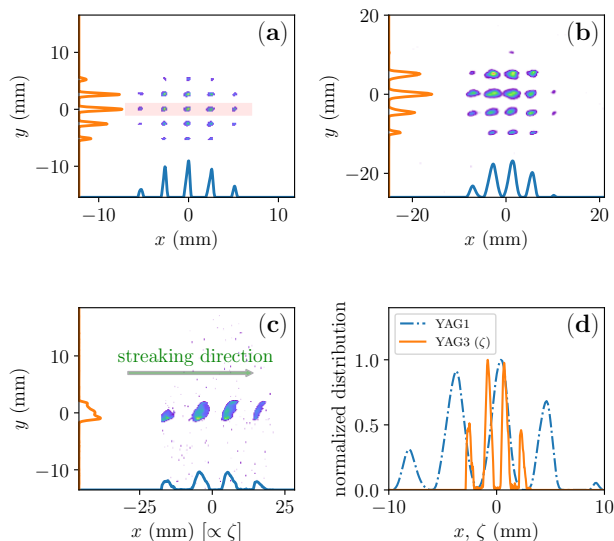 (a)
10
0
−10
y (mm)
−10
0
10
x (mm)
(b)
20
0
−20
y (mm)
−20
0
20
x (mm)
(c)
streaking direction
10
0
−10
y (mm)
−25
0
25
x (mm) [∝ ζ]
(d)
YAG1
YAG3 (ζ)
1.0
0.5
0.0
normalized distribution
−10
0
10
x, ζ (mm)